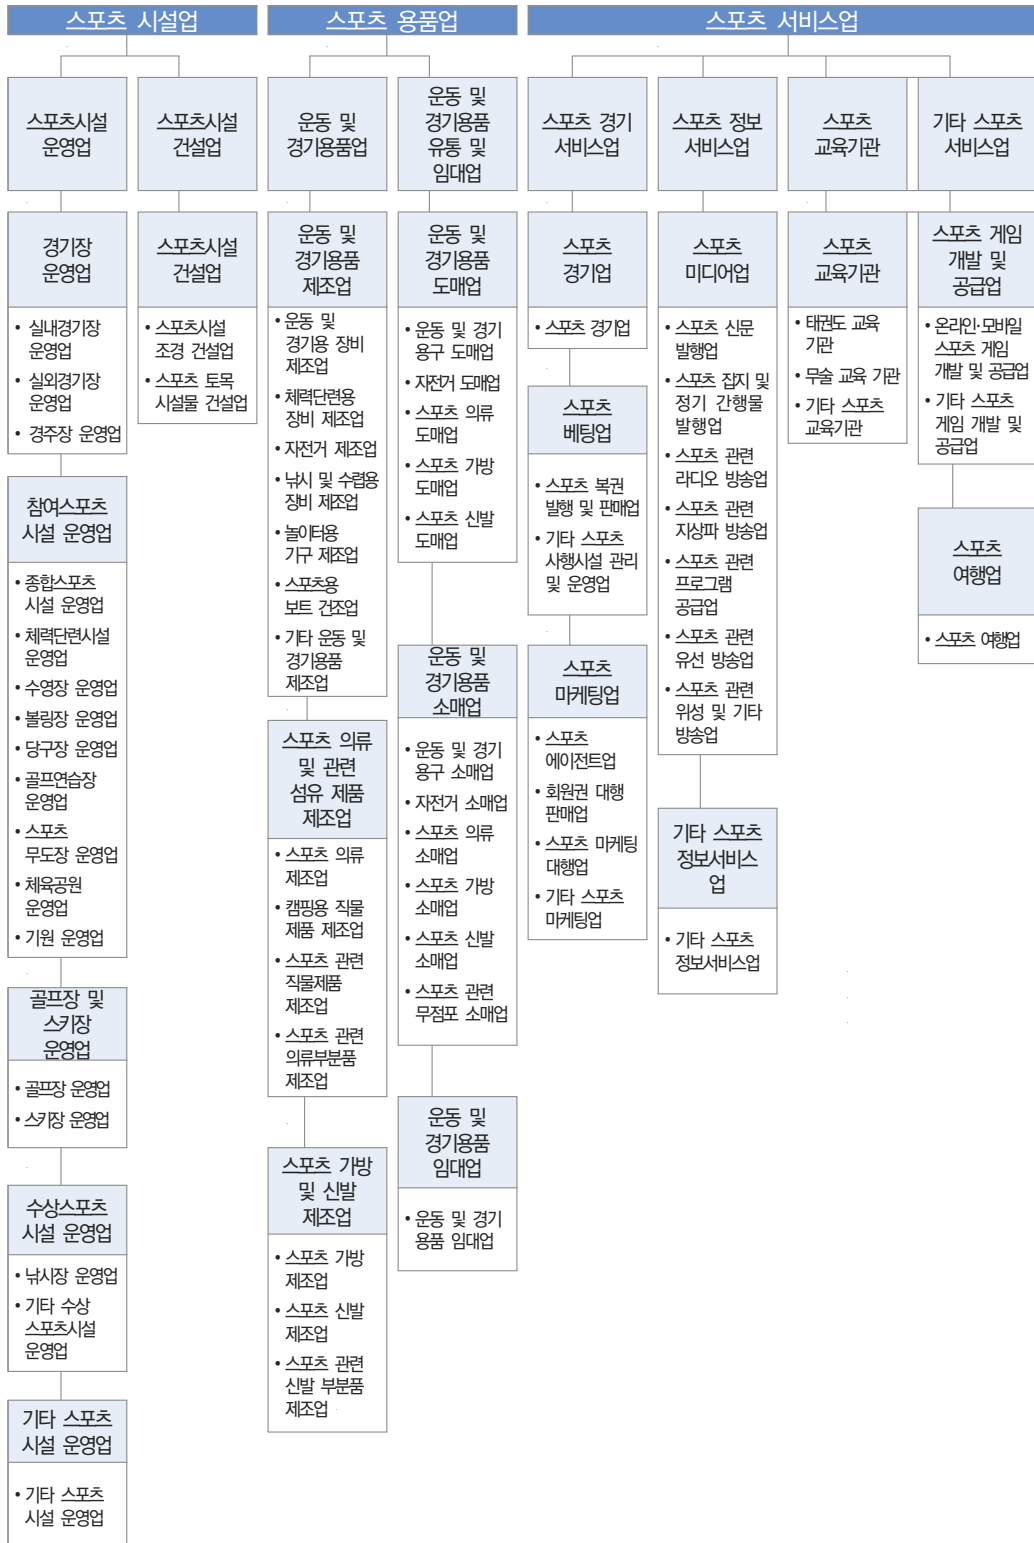 스포츠 시설업
스포츠시설
운영업
경기장
운영업
• 실내경기장
운영업
• 실외경기장
운영업
• 경주장 운영업
참여스포츠
시설 운영업
• 종합스포츠
시설 운영업
• 체력단련시설
운영업
• 수영장 운영업
• 볼링장 운영업
• 당구장 운영업
• 골프연습장
운영업
• 스포츠
무도장 운영업
• 체육공원
운영업
• 기원 운영업
골프장 및
스키장
운영업
• 골프장 운영업
• 스키장 운영업
수상스포츠
시설 운영업
• 낚시장 운영업
• 기타 수상
스포츠시설
운영업
기타 스포츠
시설 운영업
• 기타 스포츠
시설 운영업
스포츠시설
건설업
스포츠시설
건설업
• 스포츠시설
조경 건설업
• 스포츠 토목
시설물 건설업
스포츠 용품업
운동 및
경기용품업
운동 및
경기용품
제조업
• 운동 및
경기용 장비
제조업
• 체력단련용
장비 제조업
• 자전거 제조업
• 낚시 및 수렵용
장비 제조업
• 놀이터용
기구 제조업
• 스포츠용
보트 건조업
• 기타 운동 및
경기용품
제조업
스포츠 의류
및 관련
섬유 제품
제조업
• 스포츠 의류
제조업
• 캠핑용 직물
제품 제조업
• 스포츠 관련
직물제품
제조업
• 스포츠 관련
의류부분품
제조업
스포츠 가방
및 신발
제조업
• 스포츠 가방
제조업
• 스포츠 신발
제조업
• 스포츠 관련
신발 부분품
제조업
운동 및
경기용품
유통 및
임대업
운동 및
경기용품
도매업
• 운동 및 경기
용구 도매업
• 자전거 도매업
• 스포츠 의류
도매업
• 스포츠 가방
도매업
• 스포츠 신발
도매업
운동 및
경기용품
소매업
• 운동 및 경기
용구 소매업
• 자전거 소매업
• 스포츠 의류
소매업
• 스포츠 가방
소매업
• 스포츠 신발
소매업
• 스포츠 관련
무점포 소매업
운동 및
경기용품
임대업
• 운동 및 경기
용품 임대업
스포츠 서비스업
스포츠 경기
서비스업
스포츠
경기업
• 스포츠 경기업
스포츠
베팅업
• 스포츠 복권
발행 및 판매업
• 기타 스포츠
사행시설 관리
및 운영업
스포츠
마케팅업
• 스포츠
에이전트업
• 회원권 대행
판매업
• 스포츠 마케팅
대행업
• 기타 스포츠
마케팅업
스포츠 정보
서비스업
스포츠
미디어업
• 스포츠 신문
발행업
• 스포츠 잡지 및
정기 간행물
발행업
• 스포츠 관련
라디오 방송업
• 스포츠 관련
지상파 방송업
• 스포츠 관련
프로그램
공급업
• 스포츠 관련
유선 방송업
• 스포츠 관련
위성 및 기타
방송업
기타 스포츠
정보서비스
업
• 기타 스포츠
정보서비스업
스포츠
교육기관
스포츠
교육기관
• 태권도 교육
기관
• 무술 교육 기관
• 기타 스포츠
교육기관
기타 스포츠
서비스업
스포츠 게임
개발 및
공급업
• 온라인·모바일
스포츠 게임
개발 및 공급업
• 기타 스포츠
게임 개발 및
공급업
스포츠
여행업
• 스포츠 여행업